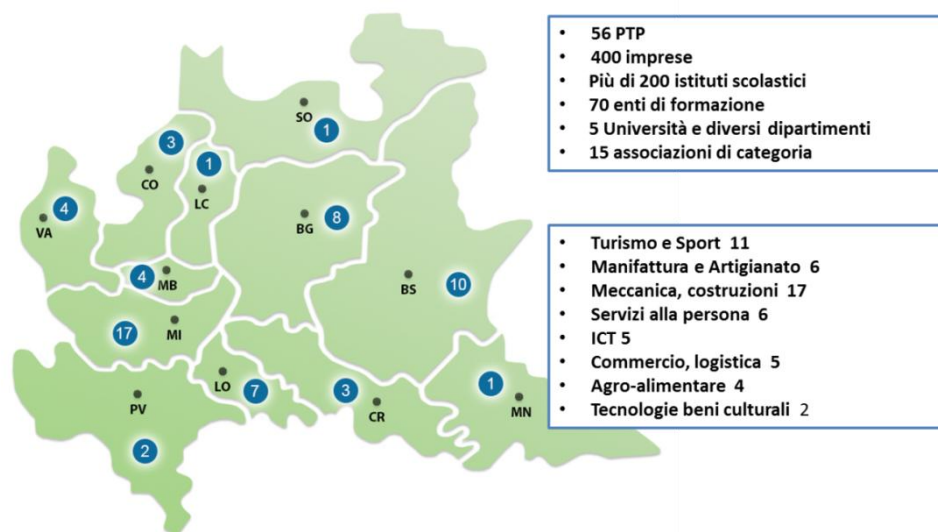 • 56 PTP
• 400 imprese
• Più di 200 istituti scolastici
• 70 enti di formazione
• 5 Università e diversi dipartimenti
• 15 associazioni di categoria
SO
1
3
CO
1
LC
4
VA
BG
8
4
MB
BS
10
17
MI
LO
7
3
CR
1
MN
PV
2
• Turismo e Sport 11
• Manifattura e Artigianato 6
• Meccanica, costruzioni 17
• Servizi alla persona 6
• ICT 5
• Commercio, logistica 5
• Agro-alimentare 4
• Tecnologie beni culturali 2